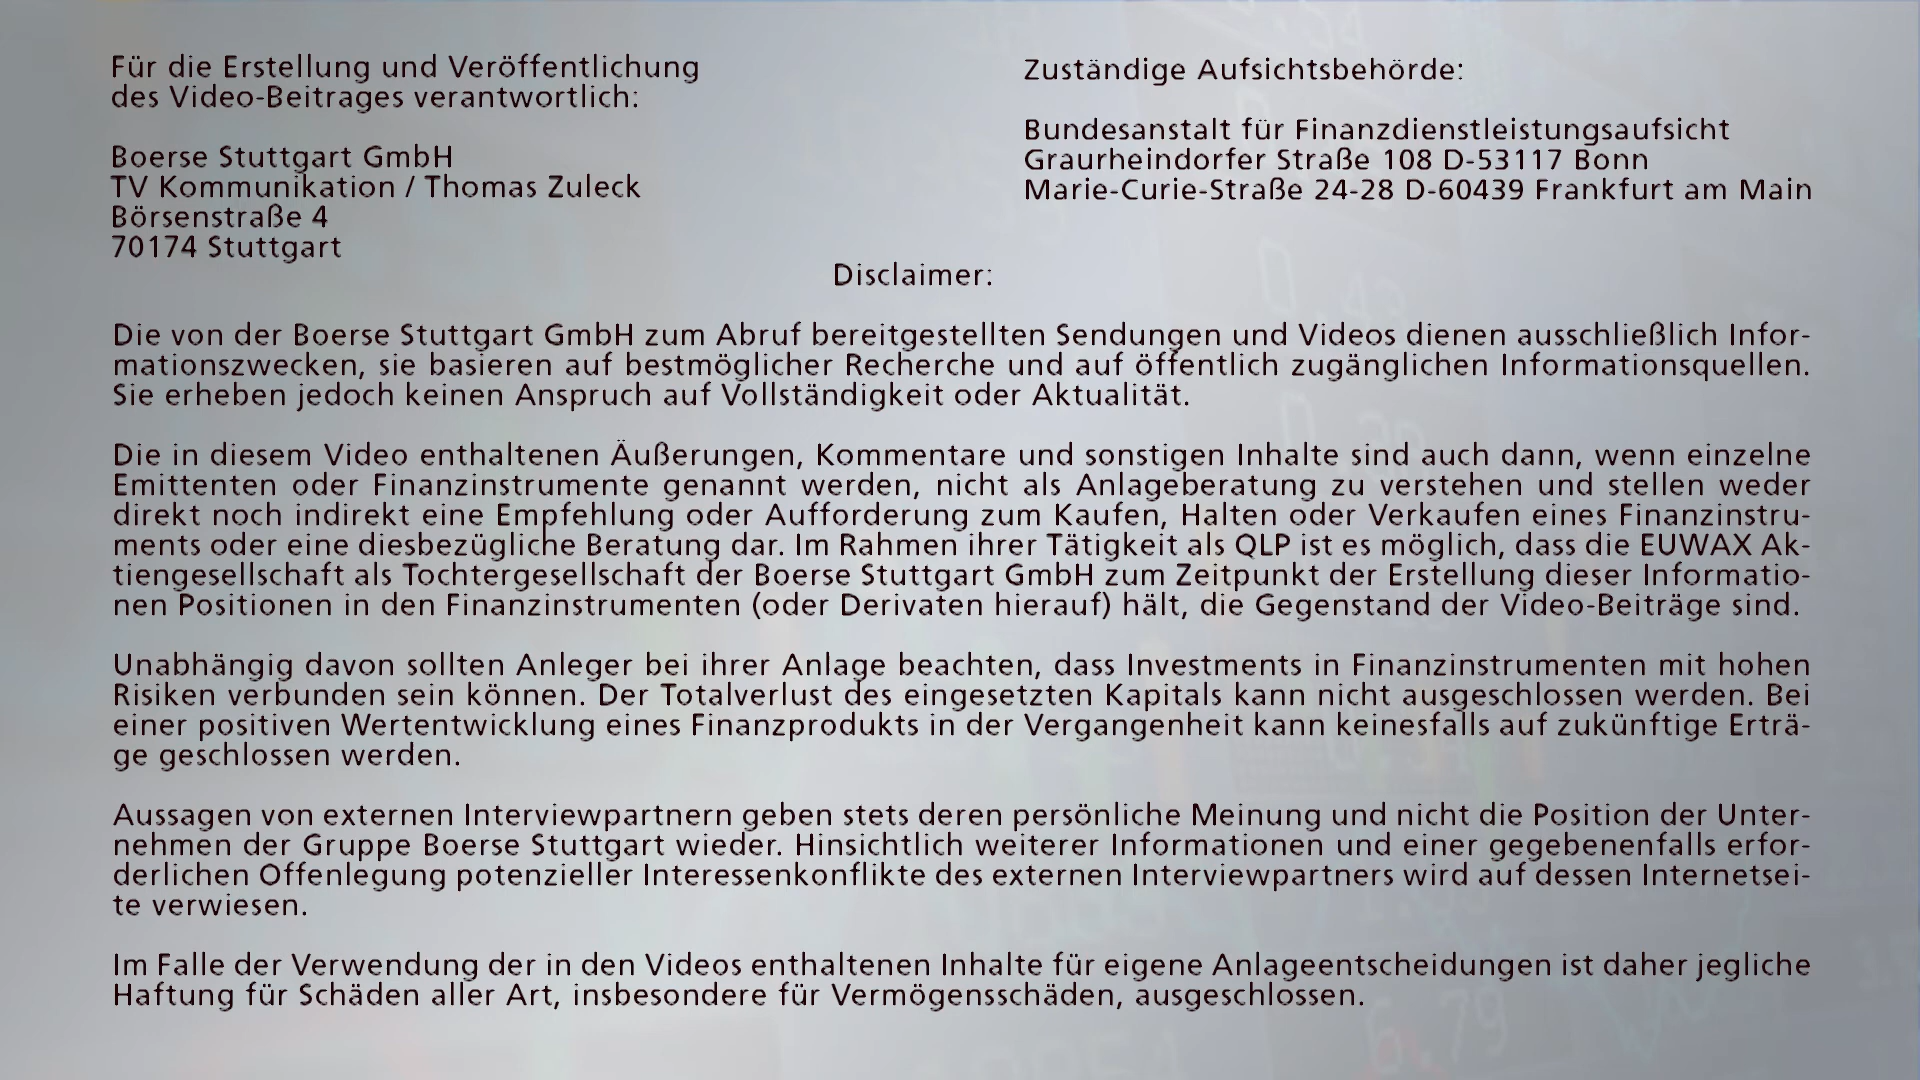 Für die Erstellung und Veröffentlichung
des Video-Beitrages verantwortlich:
Boerse Stuttgart GmbH
TV Kommunikation / Thomas Zuleck
Börsenstraße 4
70174 Stuttgart
Zuständige Aufsichtsbehörde:
Bundesanstalt für Finanzdienstleistungsaufsicht
Graurheindorfer Straße 108 D-53117 Bonn
Marie-Curie-Straße 24-28 D-60439 Frankfurt am Main
Disclaimer:
Die von der Boerse Stuttgart GmbH zum Abruf bereitgestellten Sendungen und Videos dienen ausschließlich Infor-
mationszwecken, sie basieren auf bestmöglicher Recherche und auf öffentlich zugänglichen Informationsquellen.
Sie erheben jedoch keinen Anspruch auf Vollständigkeit oder Aktualität.
Die in diesem Video enthaltenen Äußerungen, Kommentare und sonstigen Inhalte sind auch dann, wenn einzelne
Emittenten oder Finanzinstrumente genannt werden, nicht als Anlageberatung zu verstehen und stellen weder
direkt noch indirekt eine Empfehlung oder Aufforderung zum Kaufen, Halten oder Verkaufen eines Finanzinstru-
ments oder eine diesbezügliche Beratung dar. Im Rahmen ihrer Tätigkeit als QLP ist es möglich, dass die EUWAX Ak-
tiengesellschaft als Tochtergesellschaft der Boerse Stuttgart GmbH zum Zeitpunkt der Erstellung dieser Informatio-
nen Positionen in den Finanzinstrumenten (oder Derivaten hierauf) hält, die Gegenstand der Video-Beiträge sind.
Unabhängig davon sollten Anleger bei ihrer Anlage beachten, dass Investments in Finanzinstrumenten mit hohen
Risiken verbunden sein können. Der Totalverlust des eingesetzten Kapitals kann nicht ausgeschlossen werden. Bei
einer positiven Wertentwicklung eines Finanzprodukts in der Vergangenheit kann keinesfalls auf zukünftige Erträ-
ge geschlossen werden.
Aussagen von externen Interviewpartnern geben stets deren persönliche Meinung und nicht die Position der Unter-
nehmen der Gruppe Boerse Stuttgart wieder. Hinsichtlich weiterer Informationen und einer gegebenenfalls erfor-
derlichen Offenlegung potenzieller Interessenkonflikte des externen Interviewpartners wird auf dessen Internetsei-
te verwiesen.
Im Falle der Verwendung der in den Videos enthaltenen Inhalte für eigene Anlageentscheidungen ist daher jegliche
Haftung für Schäden aller Art, insbesondere für Vermögensschäden, ausgeschlossen.
6.79